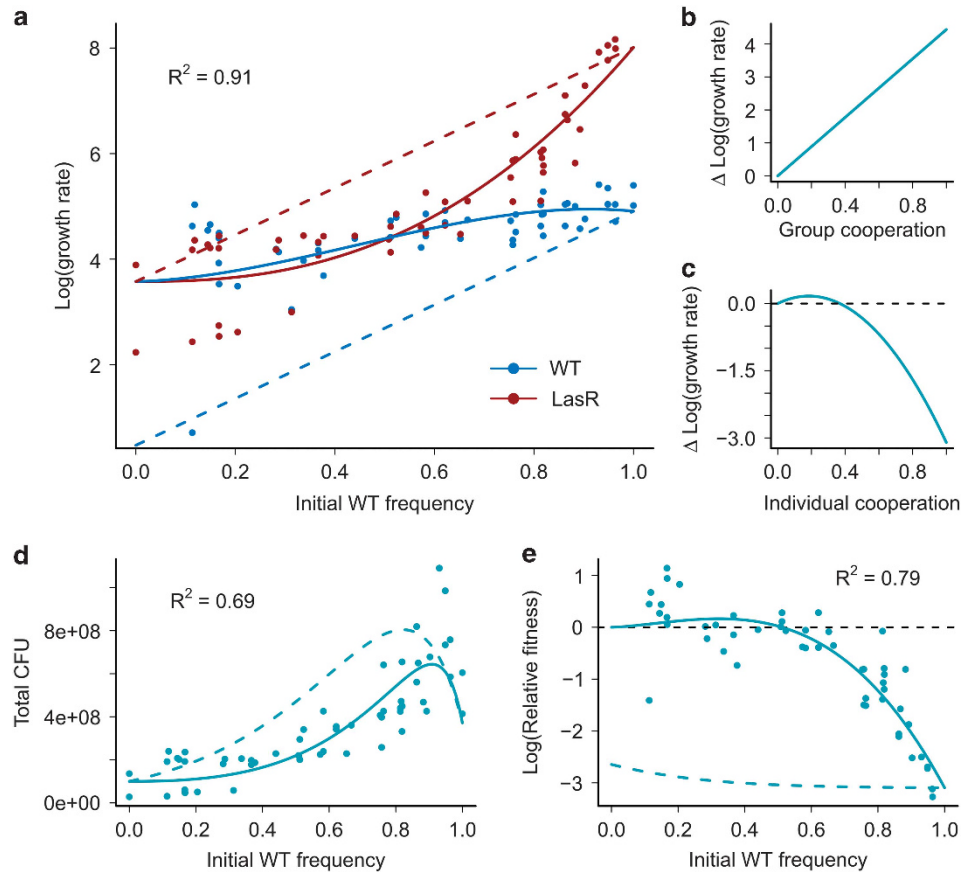 a
R² = 0.91
Log(growth rate)
8
6
4
2
WT
LasR
0.0 0.2 0.4 0.6 0.8 1.0
Initial WT frequency
b
Δ Log(growth rate)
4
3
2
1
0
0.0 0.4 0.8
Group cooperation
c
Δ Log(growth rate)
0.0
−1.5
−3.0
0.0 0.4 0.8
Individual cooperation
d
R² = 0.69
Total CFU
8e+08
4e+08
0e+00
0.0 0.2 0.4 0.6 0.8 1.0
Initial WT frequency
e
R² = 0.79
Log(Relative fitness)
1
0
−1
−2
−3
0.0 0.2 0.4 0.6 0.8 1.0
Initial WT frequency